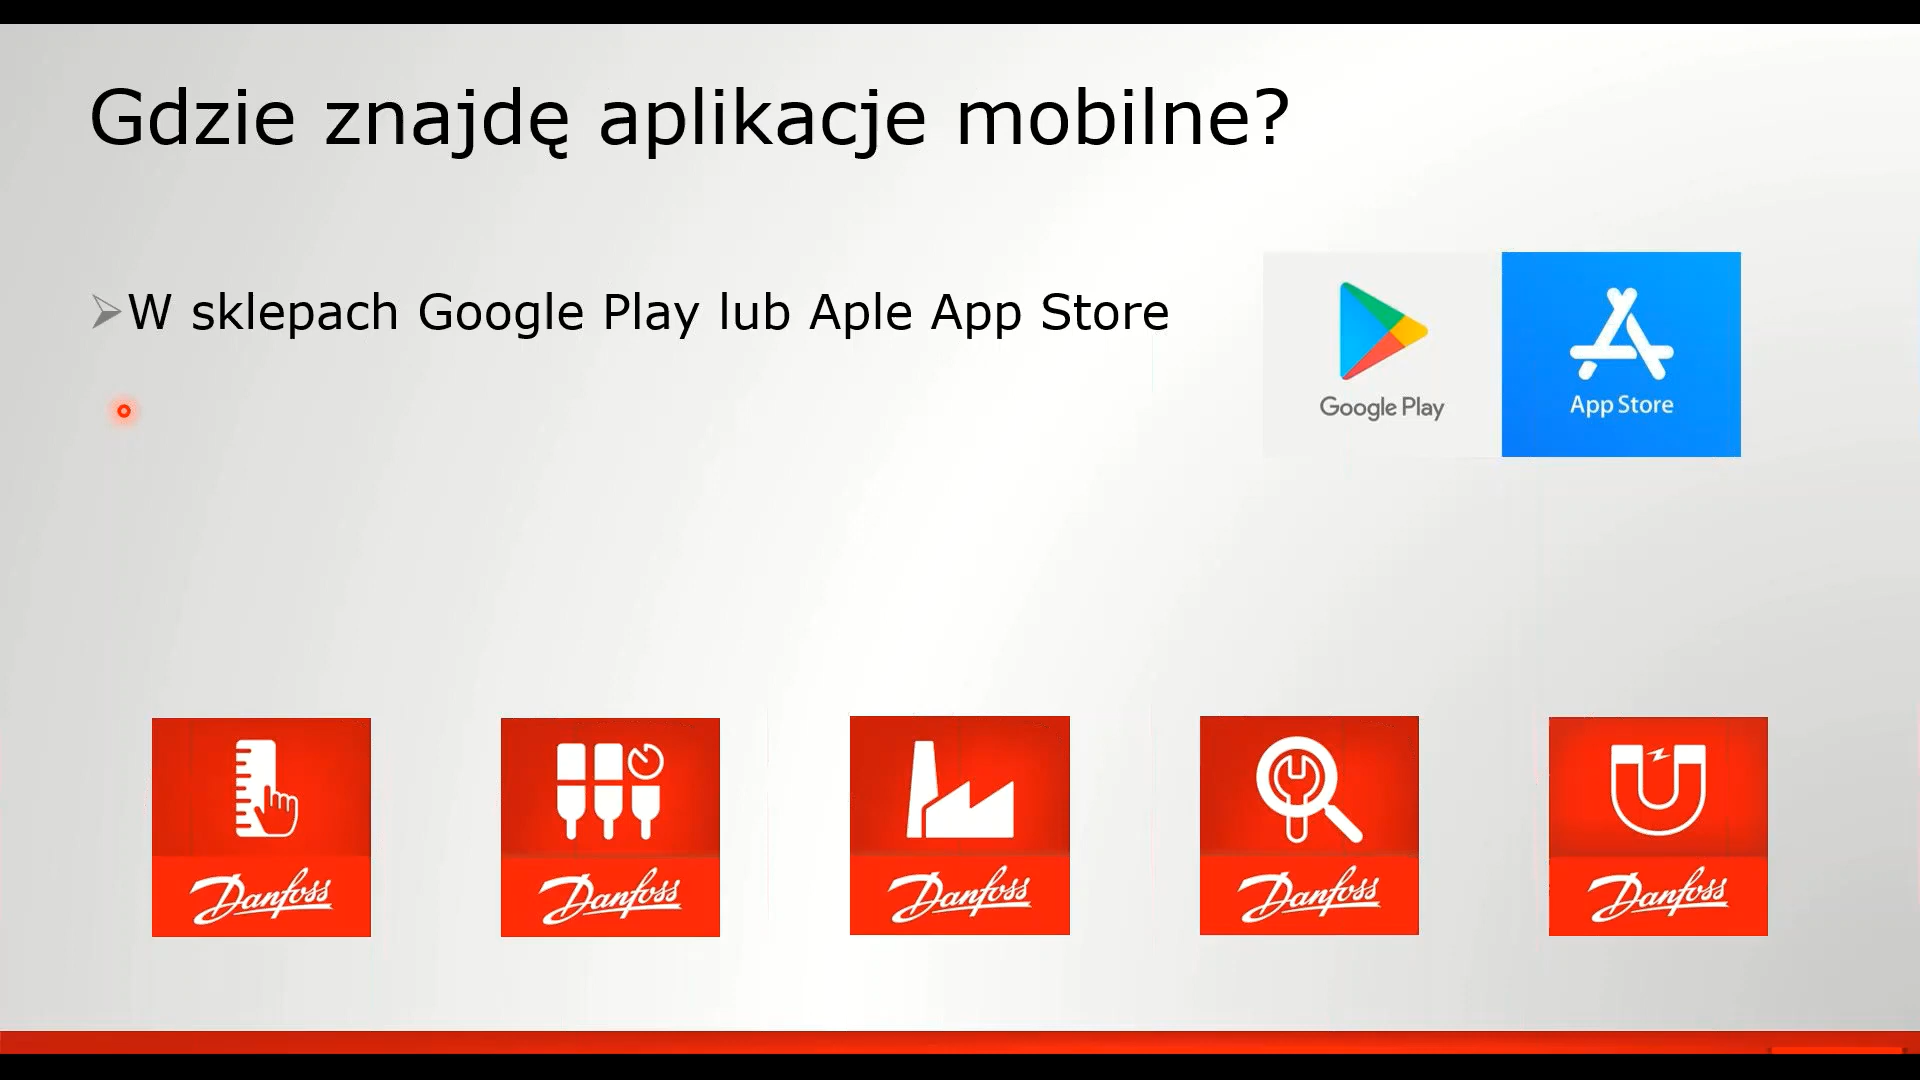 Gdzie znajdę aplikacje mobilne?
W sklepach Google Play lub Aple App Store
Google Play
App Store
Danfoss
Danfoss
Danfoss
Danfoss
Danfoss